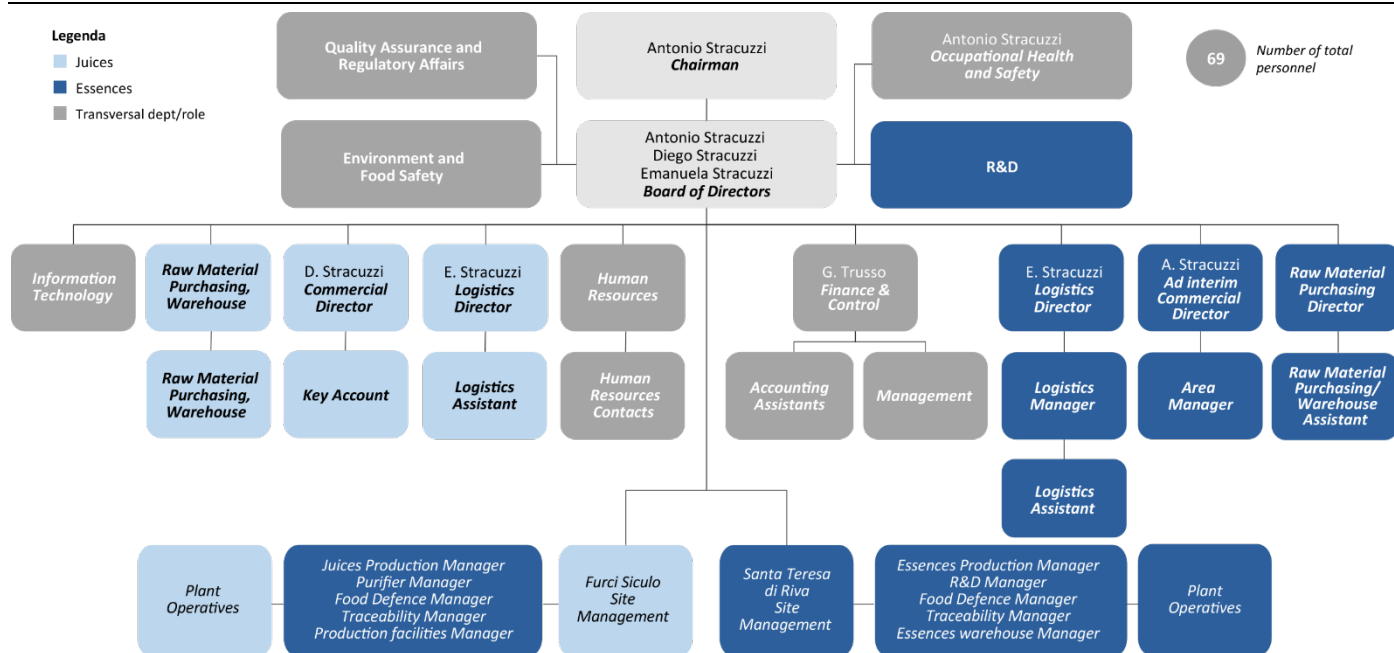 Legenda
Juices
Essences
Transversal dept/role
Quality Assurance and
Regulatory Affairs
Antonio Stracuzzi
Chairman
Antonio Stracuzzi
Occupational Health
and Safety
69
Number of total
personnel
Environment and
Food Safety
Antonio Stracuzzi
Diego Stracuzzi
Emanuela Stracuzzi
Board of Directors
R&D
Information
Technology
Raw Material
Purchasing,
Warehouse
D. Stracuzzi
Commercial
Director
E. Stracuzzi
Logistics
Director
Human
Resources
G. Trusso
Finance &
Control
E. Stracuzzi
Logistics
Director
A. Stracuzzi
Ad interim
Commercial
Director
Raw Material
Purchasing
Director
Raw Material
Purchasing,
Warehouse
Key Account
Logistics
Assistant
Human
Resources
Contacts
Accounting
Assistants
Management
Logistics
Manager
Area
Manager
Raw Material
Purchasing/
Warehouse
Assistant
Logistics
Assistant
Plant
Operatives
Juices Production Manager
Purifier Manager
Food Defence Manager
Traceability Manager
Production facilities Manager
Furci Siculo
Site
Management
Santa Teresa
di Riva
Site
Management
Essences Production Manager
R&D Manager
Food Defence Manager
Traceability Manager
Essences warehouse Manager
Plant
Operatives